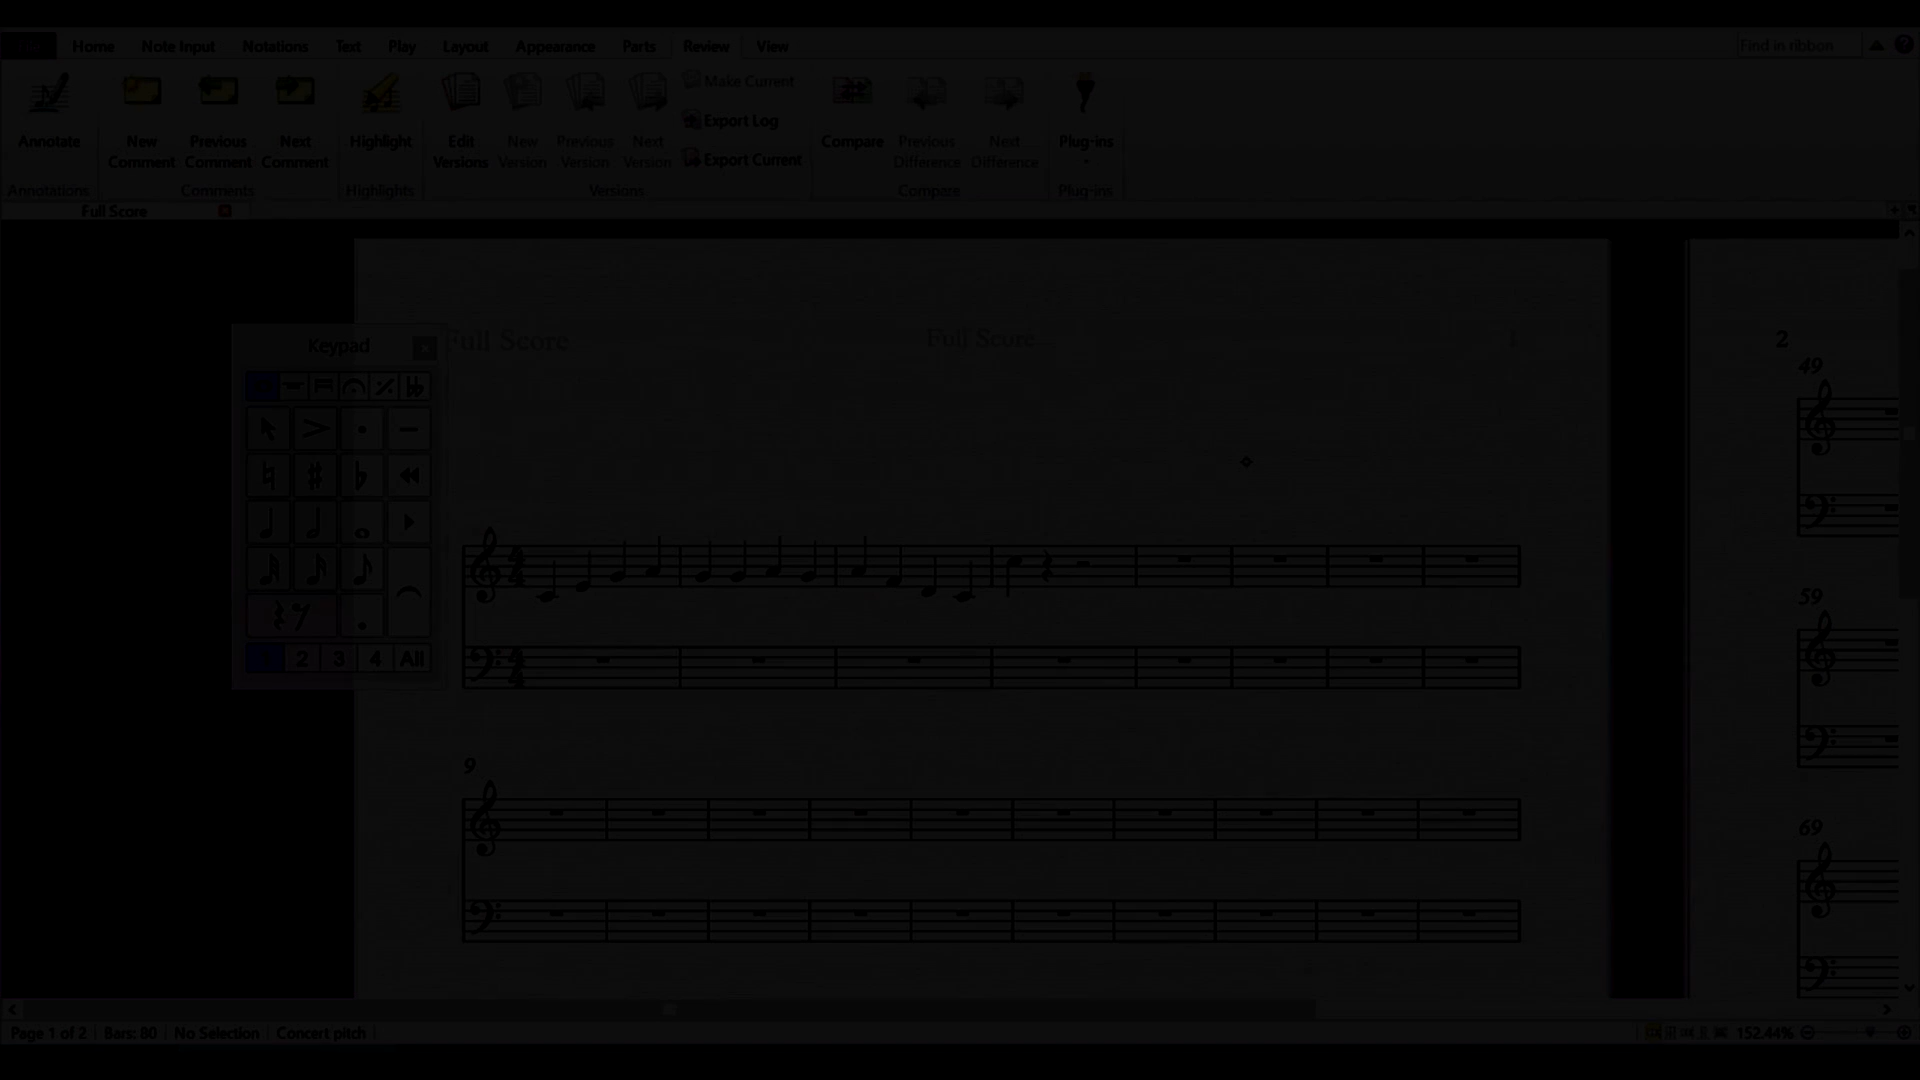 Home Note Input Notations Text Play Layout Appearance Parts Review View Find in ribbon
Annotate New Comment Previous Comment Next Comment Highlight Edit Versions New Version Previous Version Next Version Make Current Compare Previous Difference Next Difference Plug-ins
Export Log
Export Current
Annotations Comments Highlights Versions Compare Plug-ins
Full Score
Full Score Full Score
Keypad
2
49
2 3 4 All
59
9
69
Page 1 of 2 Bars: 80 No Selection Concert pitch 152.44%